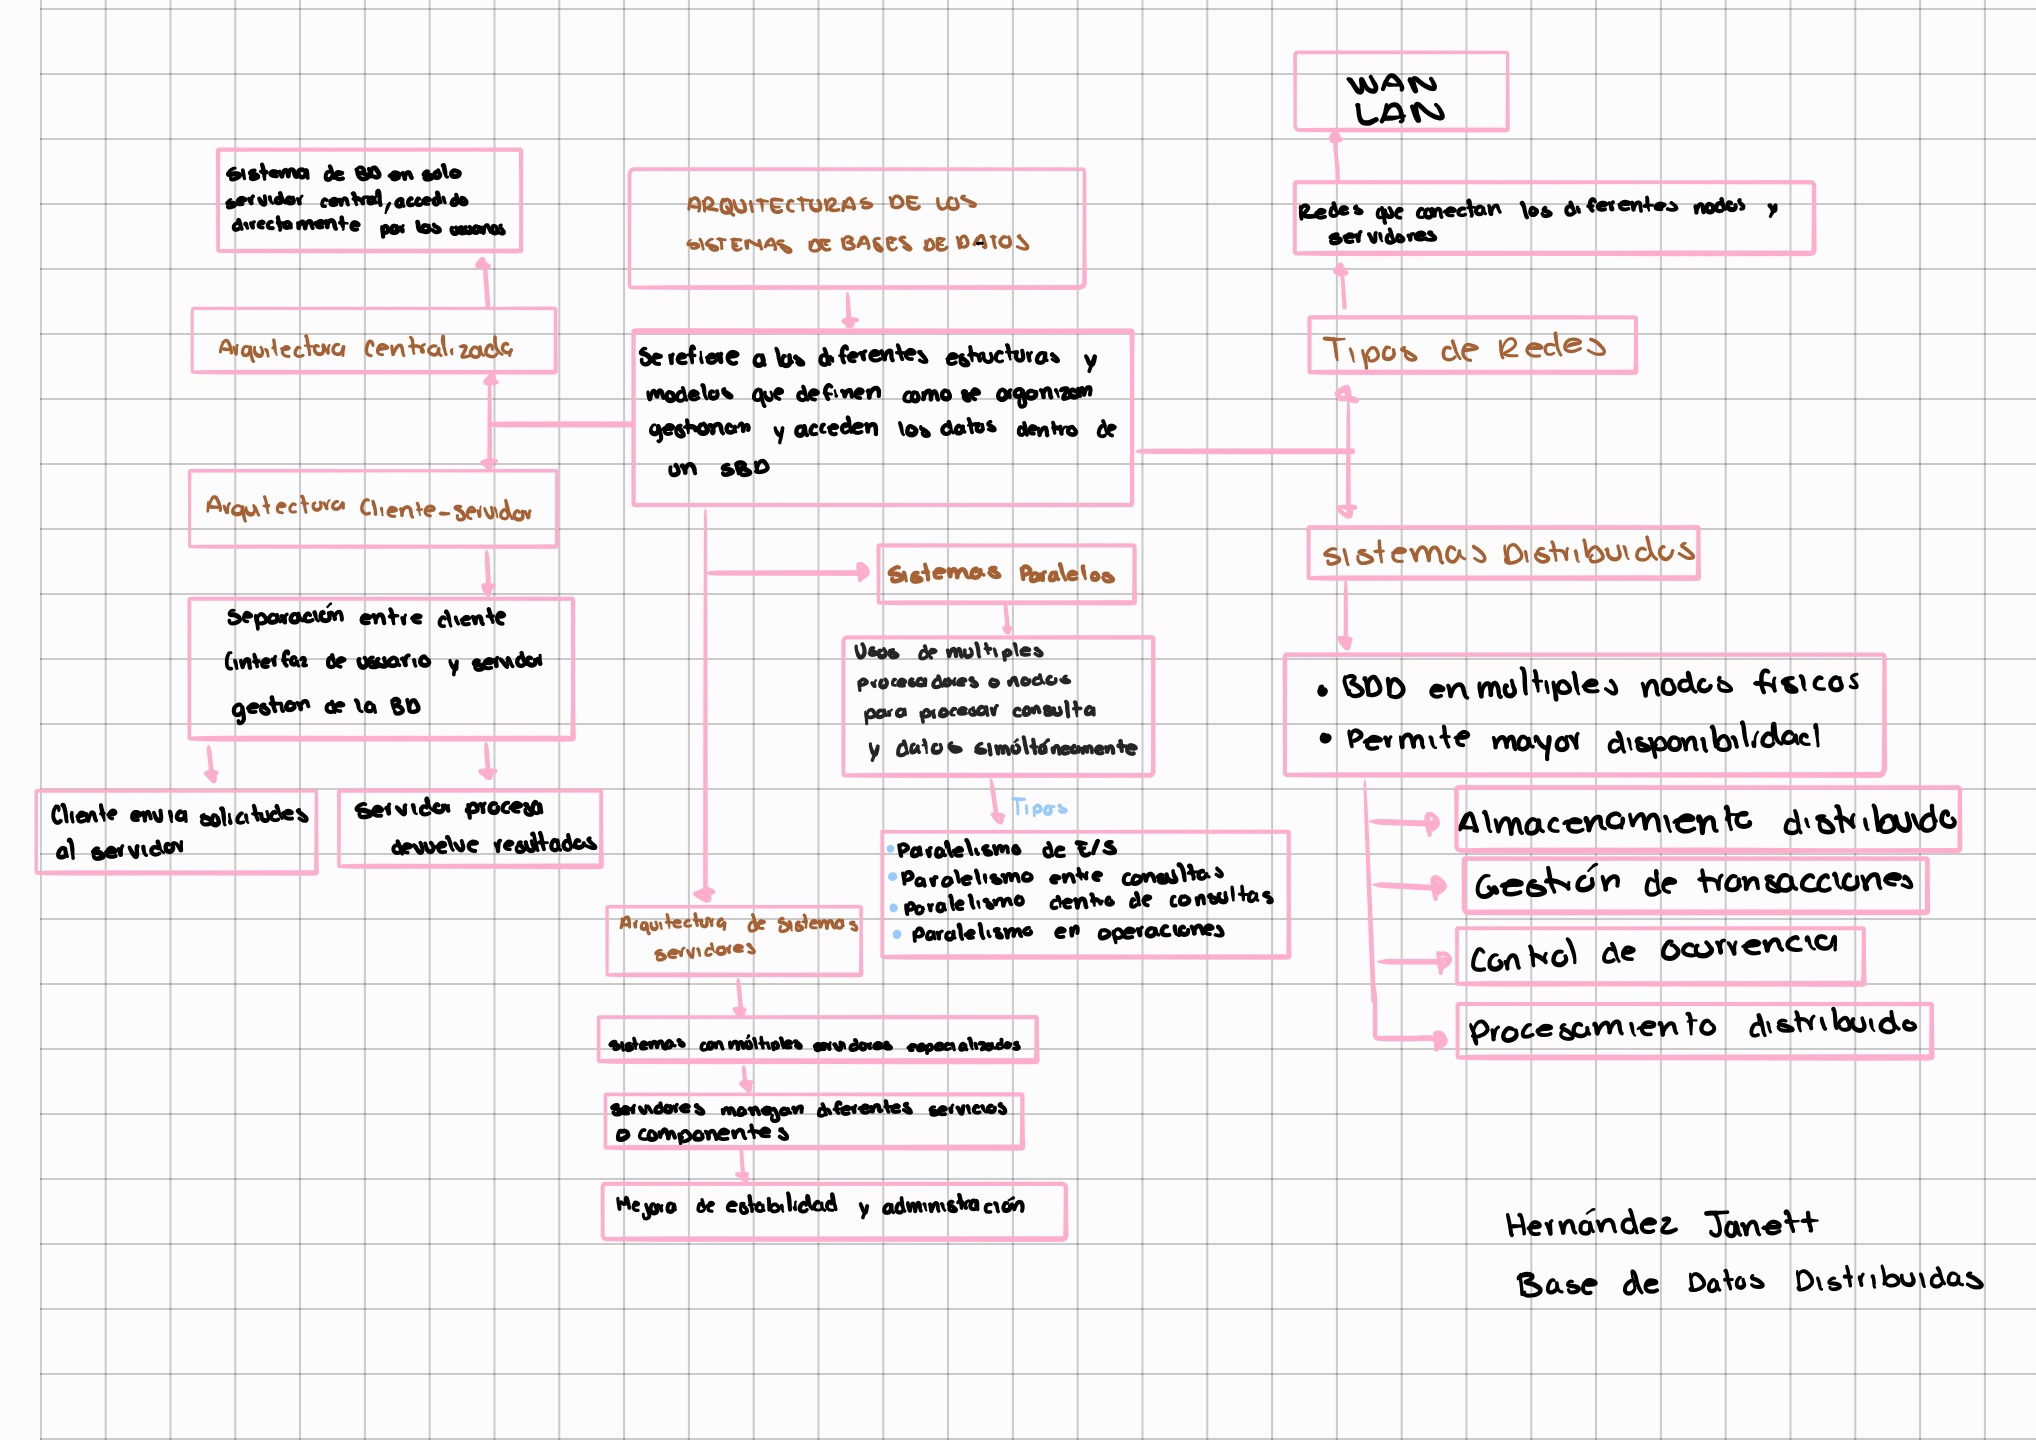 ARQUITECTURAS DE LOS
SISTEMAS DE BASES DE DATOS
Se refiere a las diferentes estructuras y
modelos que definen como se organizan
gestionan y acceden los datos dentro de
un SBD
Sistema de BD en solo
servidor central, accedido
directamente por los usuarios
Arquitectura Centralizada
Arquitectura Cliente-servidor
Separación entre cliente
(interfaz de usuario y servidor
gestion de la BD
Cliente envia solicitudes
al servidor
Servidor procesa
devuelve resultados
Sistemas Paralelos
Usos de multiples
procesadores o nodos
para procesar consulta
y datos simúltáneamente
Tipos
• Paralelismo de E/S
• Paralelismo entre consultas
• Paralelismo dentro de consultas
• Paralelismo en operaciones
Arquitectura de Sistemas
servidores
sistemas con múltiples servidores especializados
Servidores manejan diferentes servicios
o componentes
Mejora de estabilidad y administración
WAN
LAN
Redes que conectan los diferentes nodos y
servidores
Tipos de Redes
Sistemas Distribuidos
• BDD en multiples nodos físicos
• Permite mayor disponibilidad
Almacenamiento distribuido
Gestión de transacciones
Control de ocurrencia
Procesamiento distribuido
Hernández Janett
Base de Datos Distribuidas